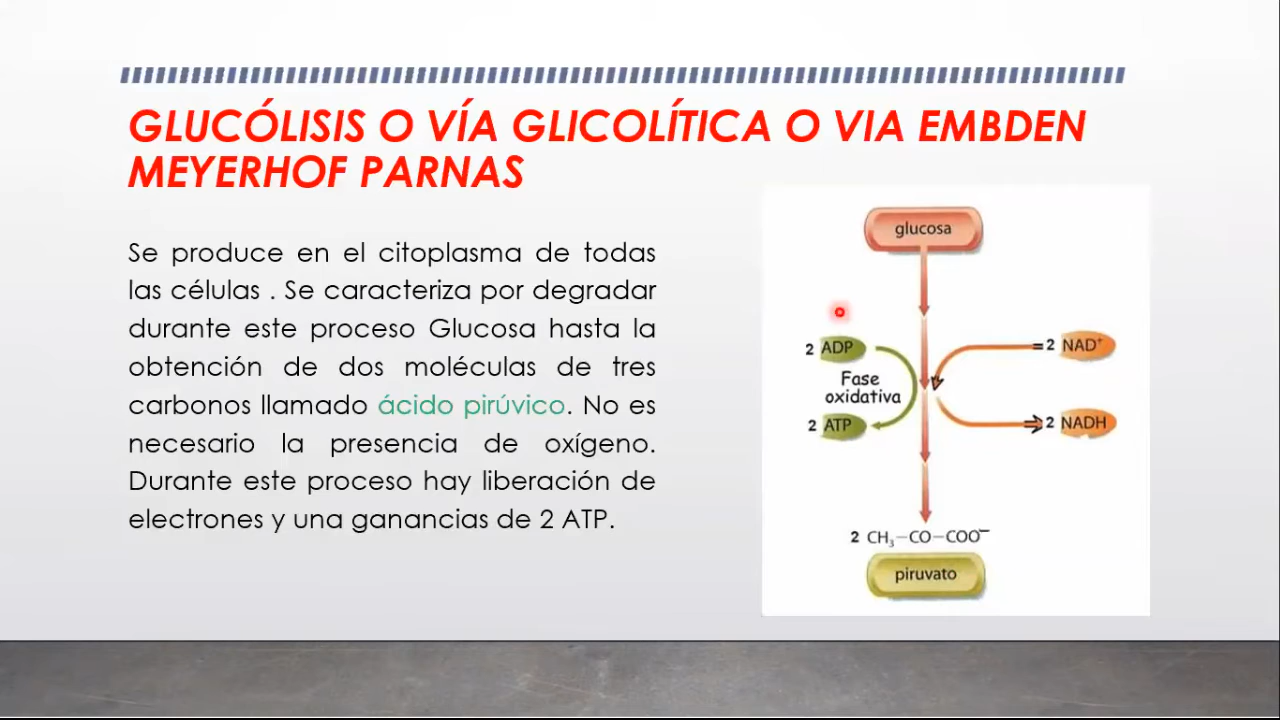 GLUCÓLISIS O VÍA GLICOLÍTICA O VIA EMBDEN
MEYERHOF PARNAS
Se produce en el citoplasma de todas
las células . Se caracteriza por degradar
durante este proceso Glucosa hasta la
obtención de dos moléculas de tres
carbonos llamado ácido pirúvico. No es
necesario la presencia de oxígeno.
Durante este proceso hay liberación de
electrones y una ganancias de 2 ATP.
glucosa
2 ADP
=2 NAD⁺
Fase
oxidativa
2 ATP
2 NADH
2 CH₃–CO–COO⁻
piruvato